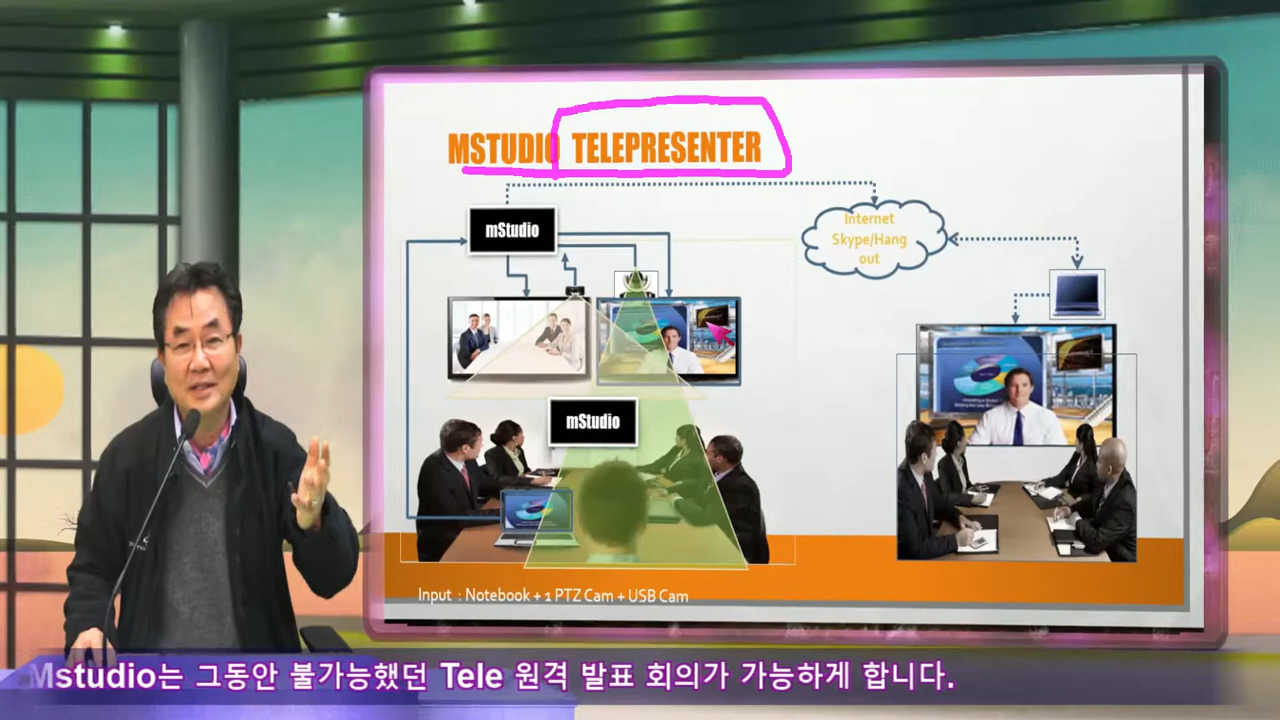 MSTUDIO TELEPRESENTER
mStudio
Internet
Skype/Hang
out
mStudio
Input : Notebook + 1 PTZ Cam + USB Cam
Mstudio는 그동안 불가능했던 Tele 원격 발표 회의가 가능하게 합니다.